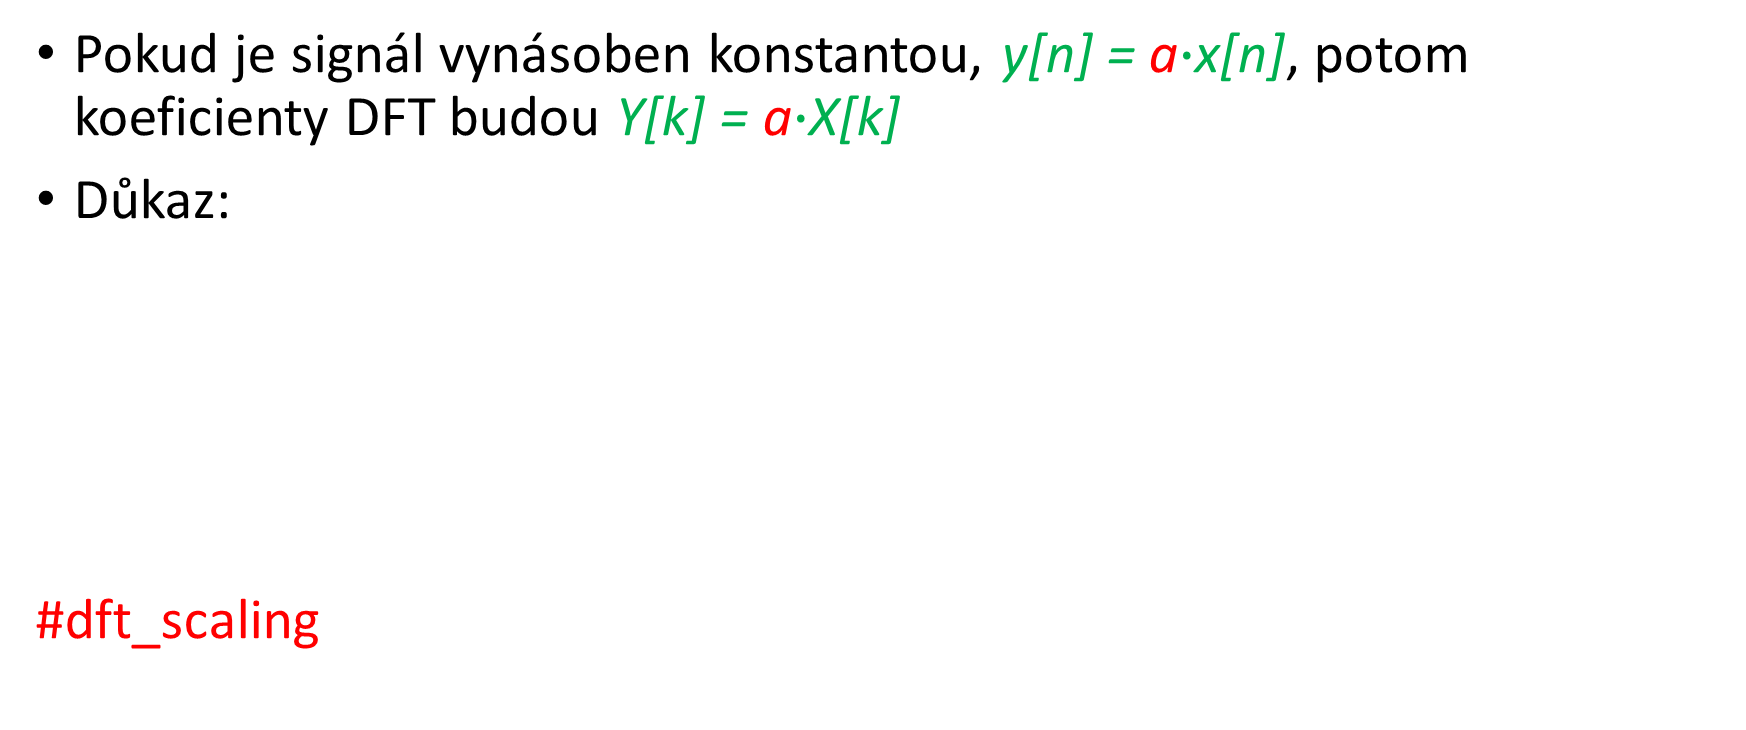 • Pokud je signál vynásoben konstantou, y[n] = a·x[n], potom
koeficienty DFT budou Y[k] = a·X[k]
• Důkaz:
#dft_scaling